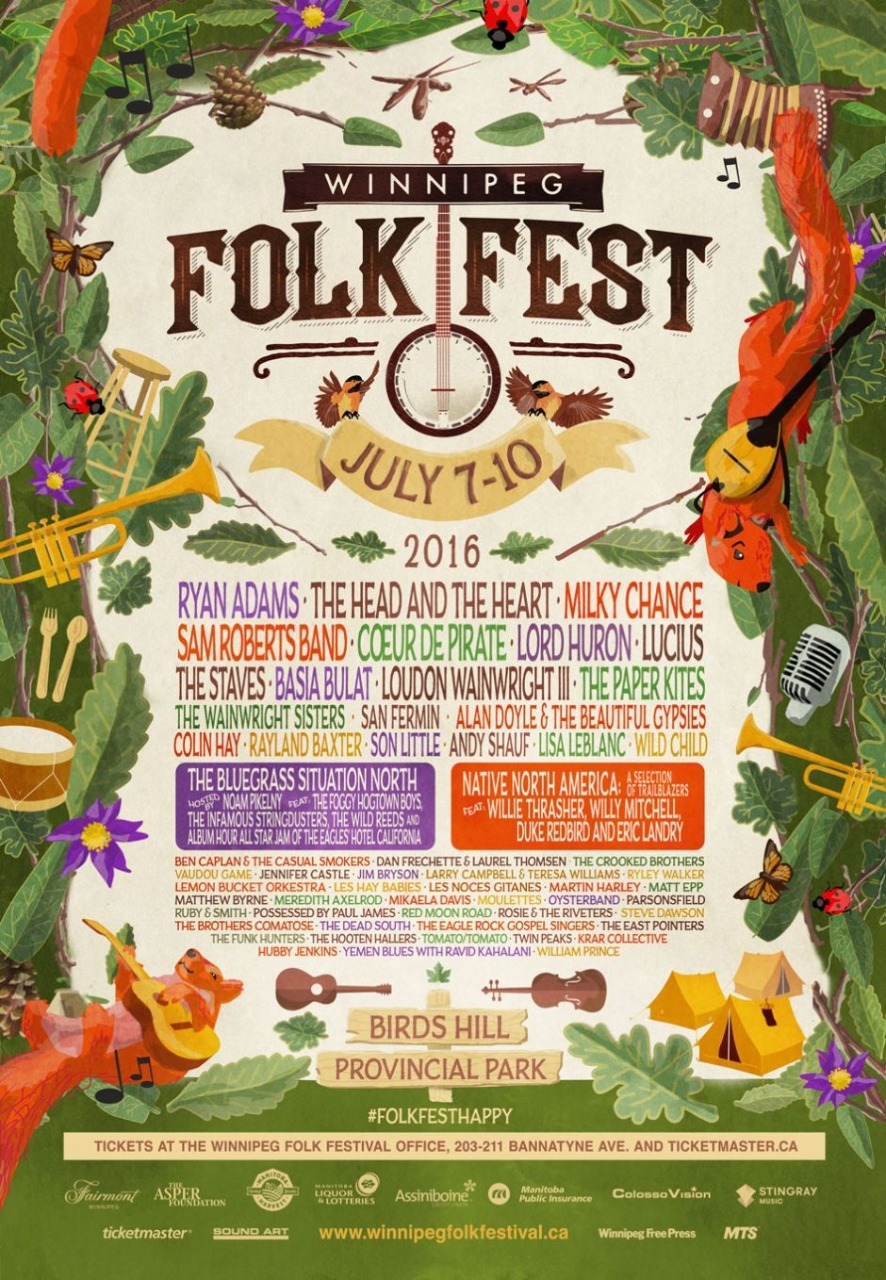 WINNIPEG
FOLK FEST
JULY 7-10
2016
RYAN ADAMS · THE HEAD AND THE HEART · MILKY CHANCE
SAM ROBERTS BAND · CŒUR DE PIRATE · LORD HURON · LUCIUS
THE STAVES · BASIA BULAT · LOUDON WAINWRIGHT III · THE PAPER KITES
THE WAINWRIGHT SISTERS · SAN FERMIN · ALAN DOYLE & THE BEAUTIFUL GYPSIES
COLIN HAY · RAYLAND BAXTER · SON LITTLE · ANDY SHAUF · LISA LEBLANC · WILD CHILD
THE BLUEGRASS SITUATION NORTH
HOSTED BY NOAM PIKELNY FEAT. THE FOGGY HOGTOWN BOYS,
THE INFAMOUS STRINGDUSTERS, THE WILD REEDS AND
ALBUM HOUR ALL STAR JAM OF THE EAGLES' HOTEL CALIFORNIA
NATIVE NORTH AMERICA: A SELECTION OF TRAILBLAZERS
FEAT. WILLIE THRASHER, WILLY MITCHELL,
DUKE REDBIRD AND ERIC LANDRY
BEN CAPLAN & THE CASUAL SMOKERS · DAN FRECHETTE & LAUREL THOMSEN · THE CROOKED BROTHERS
VAUDOU GAME · JENNIFER CASTLE · JIM BRYSON · LARRY CAMPBELL & TERESA WILLIAMS · RYLEY WALKER
LEMON BUCKET ORKESTRA · LES HAY BABIES · LES NOCES GITANES · MARTIN HARLEY · MATT EPP
MATTHEW BYRNE · MEREDITH AXELROD · MIKAELA DAVIS · MOULETTES · OYSTERBAND · PARSONSFIELD
RUBY & SMITH · POSSESSED BY PAUL JAMES · RED MOON ROAD · ROSIE & THE RIVETERS · STEVE DAWSON
THE BROTHERS COMATOSE · THE DEAD SOUTH · THE EAGLE ROCK GOSPEL SINGERS · THE EAST POINTERS
THE FUNK HUNTERS · THE HOOTEN HALLERS · TOMATO/TOMATO · TWIN PEAKS · KRAR COLLECTIVE
HUBBY JENKINS · YEMEN BLUES WITH RAVID KAHALANI · WILLIAM PRINCE
BIRDS HILL
PROVINCIAL PARK
#FOLKFESTHAPPY
TICKETS AT THE WINNIPEG FOLK FESTIVAL OFFICE, 203-211 BANNATYNE AVE. AND TICKETMASTER.CA
Fairmont
WINNIPEG
THE ASPER
FOUNDATION
MANITOBA
HARVEST
MANITOBA
LIQUOR
& LOTTERIES
Assiniboine
CREDIT UNION
Manitoba
Public Insurance
ColossoVision
STINGRAY
MUSIC
ticketmaster®
SOUND ART
www.winnipegfolkfestival.ca
Winnipeg Free Press
MTS